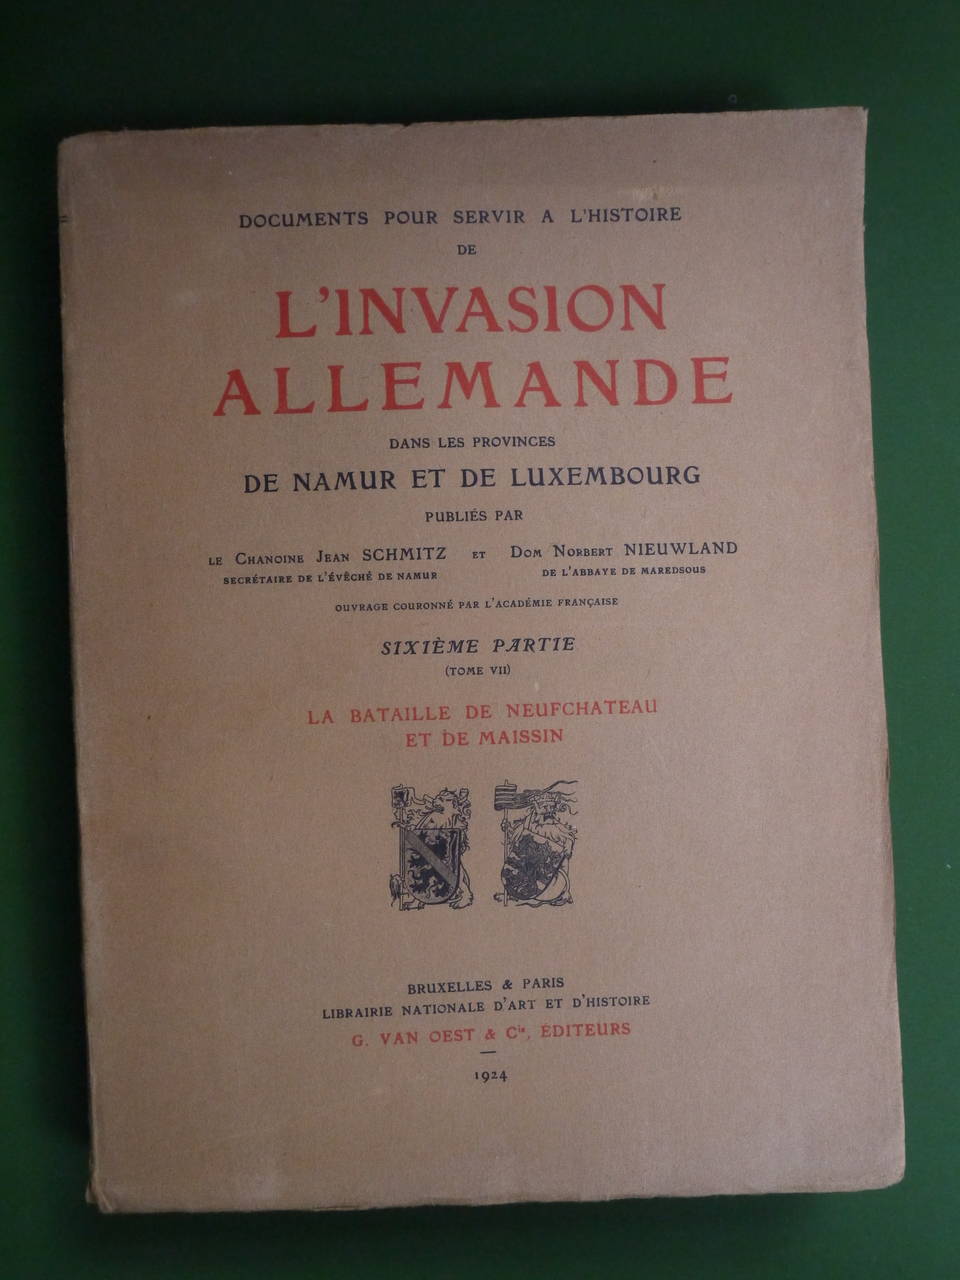 DOCUMENTS POUR SERVIR A L'HISTOIRE
DE
L'INVASION
ALLEMANDE
DANS LES PROVINCES
DE NAMUR ET DE LUXEMBOURG
PUBLIÉS PAR
LE CHANOINE JEAN SCHMITZ ET DOM NORBERT NIEUWLAND
SECRÉTAIRE DE L'ÉVÊCHÉ DE NAMUR DE L'ABBAYE DE MAREDSOUS
OUVRAGE COURONNÉ PAR L'ACADÉMIE FRANÇAISE
SIXIÈME PARTIE
(TOME VII)
LA BATAILLE DE NEUFCHATEAU
ET DE MAISSIN
BRUXELLES & PARIS
LIBRAIRIE NATIONALE D'ART ET D'HISTOIRE
G. VAN OEST & Cie, ÉDITEURS
1924